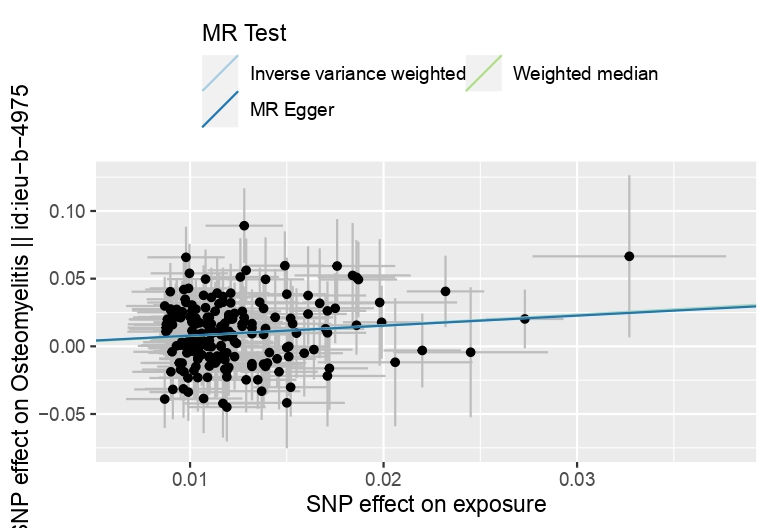 MR Test
Inverse variance weighted
Weighted median
MR Egger
SNP effect on Osteomyelitis || id:ieu−b−4975
0.10
0.05
0.00
−0.05
0.01
0.02
0.03
SNP effect on exposure